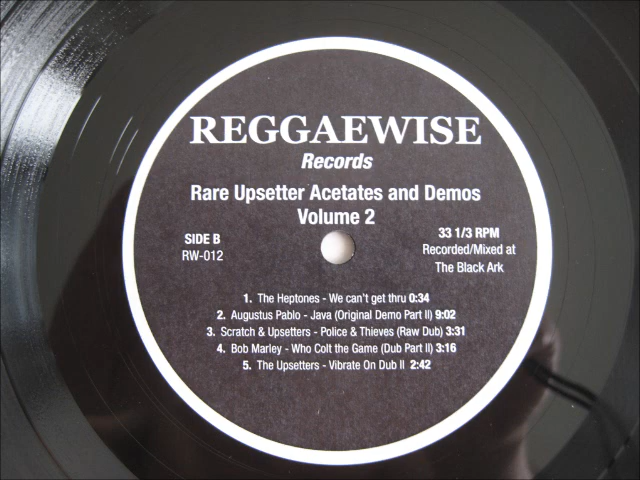 REGGAEWISE
Records
Rare Upsetter Acetates and Demos
Volume 2
SIDE B
RW-012
33 1/3 RPM
Recorded/Mixed at
The Black Ark
1. The Heptones - We can't get thru 0:34
2. Augustus Pablo - Java (Original Demo Part II) 9:02
3. Scratch & Upsetters - Police & Thieves (Raw Dub) 3:31
4. Bob Marley - Who Colt the Game (Dub Part II) 3:16
5. The Upsetters - Vibrate On Dub II 2:42